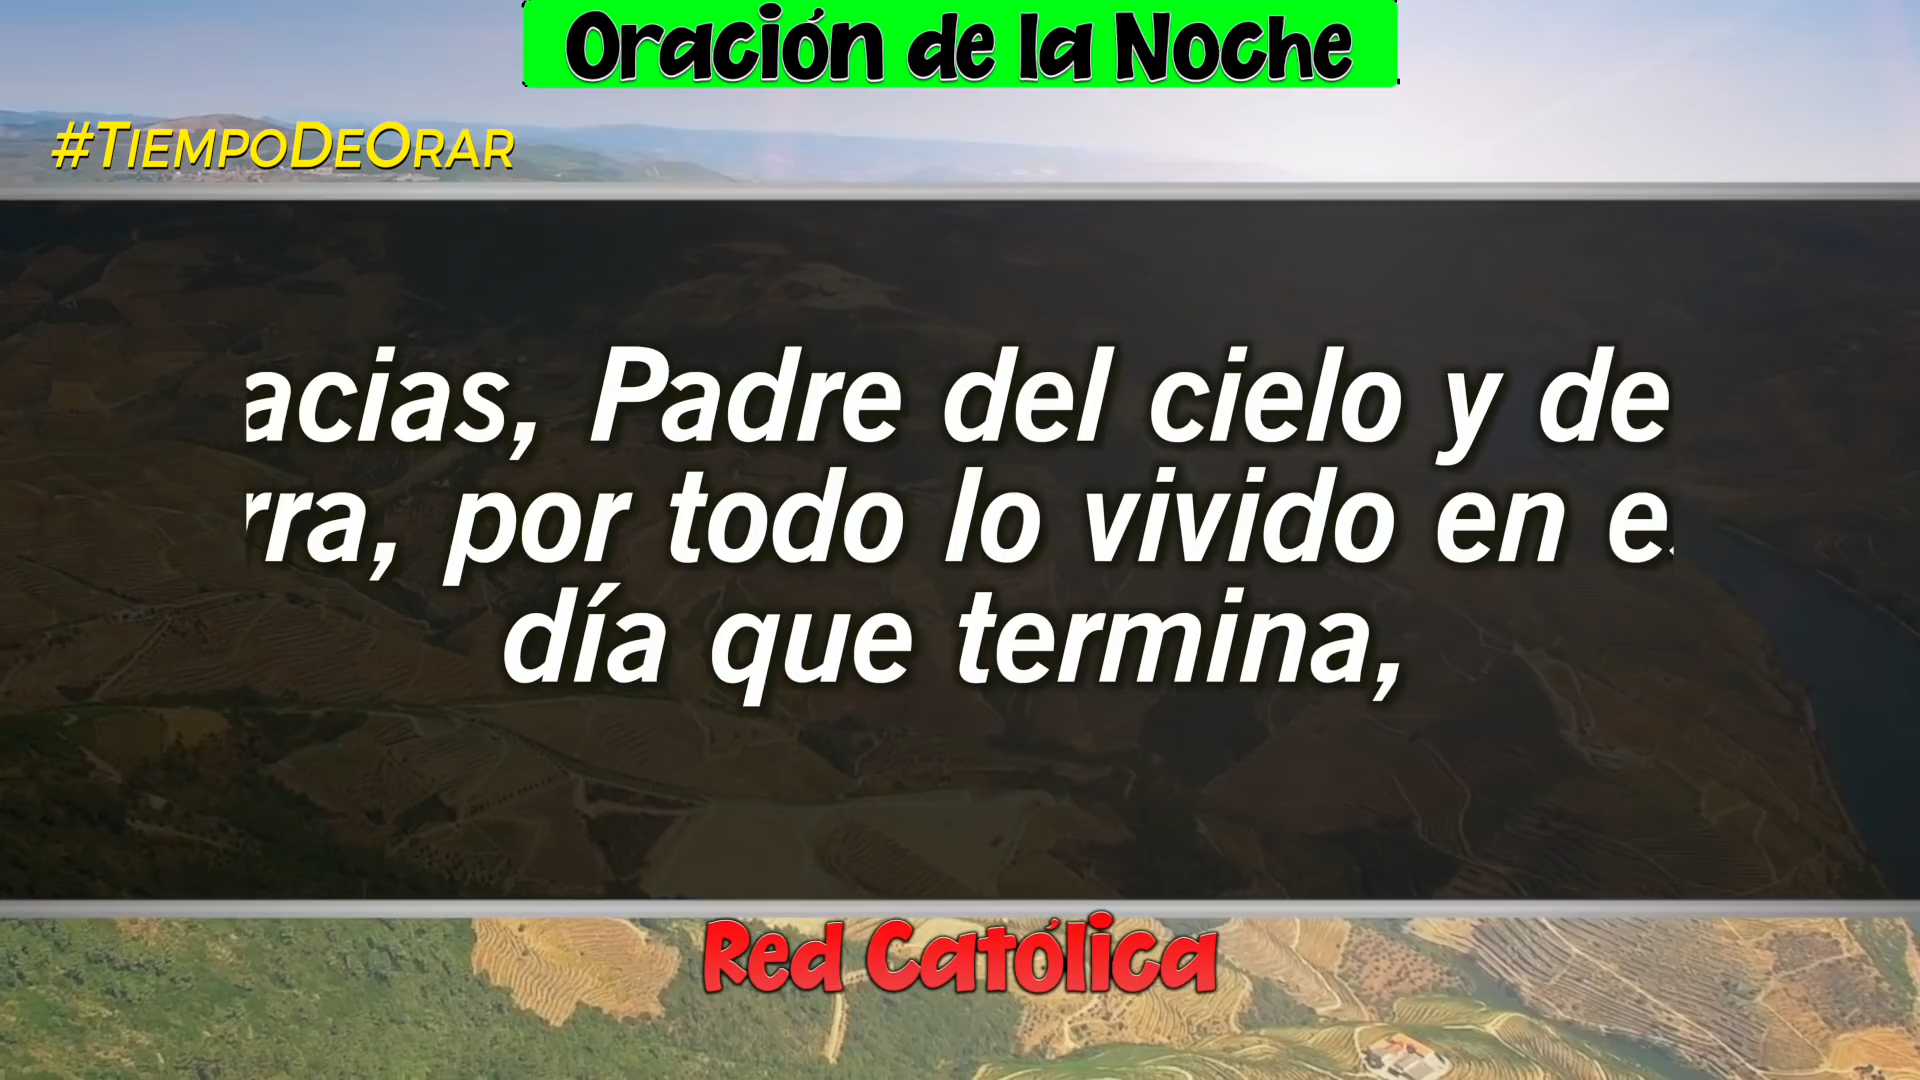 Oración de la Noche
#TiempoDeOrar
acias, Padre del cielo y de
rra, por todo lo vivido en e
día que termina,
Red Católica